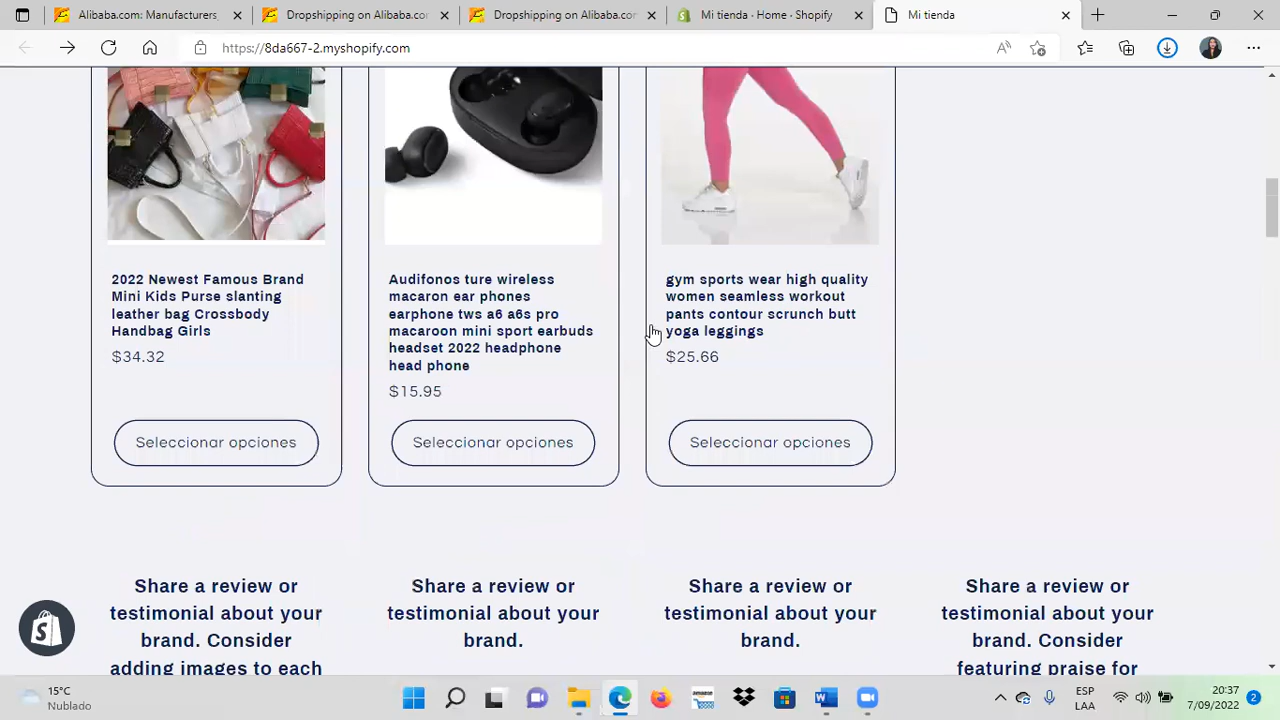 Alibaba.com: Manufacturers,
Dropshipping on Alibaba.com
Dropshipping on Alibaba.com
Mi tienda · Home · Shopify
Mi tienda
https://8da667-2.myshopify.com
2022 Newest Famous Brand
Mini Kids Purse slanting
leather bag Crossbody
Handbag Girls
$34.32
Seleccionar opciones
Audifonos ture wireless
macaron ear phones
earphone tws a6 a6s pro
macaroon mini sport earbuds
headset 2022 headphone
head phone
$15.95
Seleccionar opciones
gym sports wear high quality
women seamless workout
pants contour scrunch butt
yoga leggings
$25.66
Seleccionar opciones
Share a review or
testimonial about your
brand. Consider
adding images to each
Share a review or
testimonial about your
brand.
Share a review or
testimonial about your
brand.
Share a review or
testimonial about your
brand. Consider
featuring praise for
15°C
Nublado
ESP
LAA
20:37
7/09/2022
2